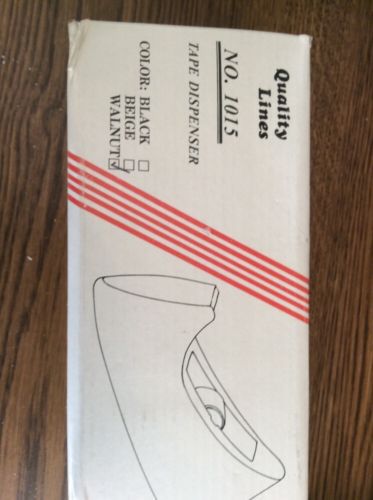 Quality
Lines
NO. 1015
TAPE DISPENSER
COLOR: BLACK
BEIGE
WALNUT